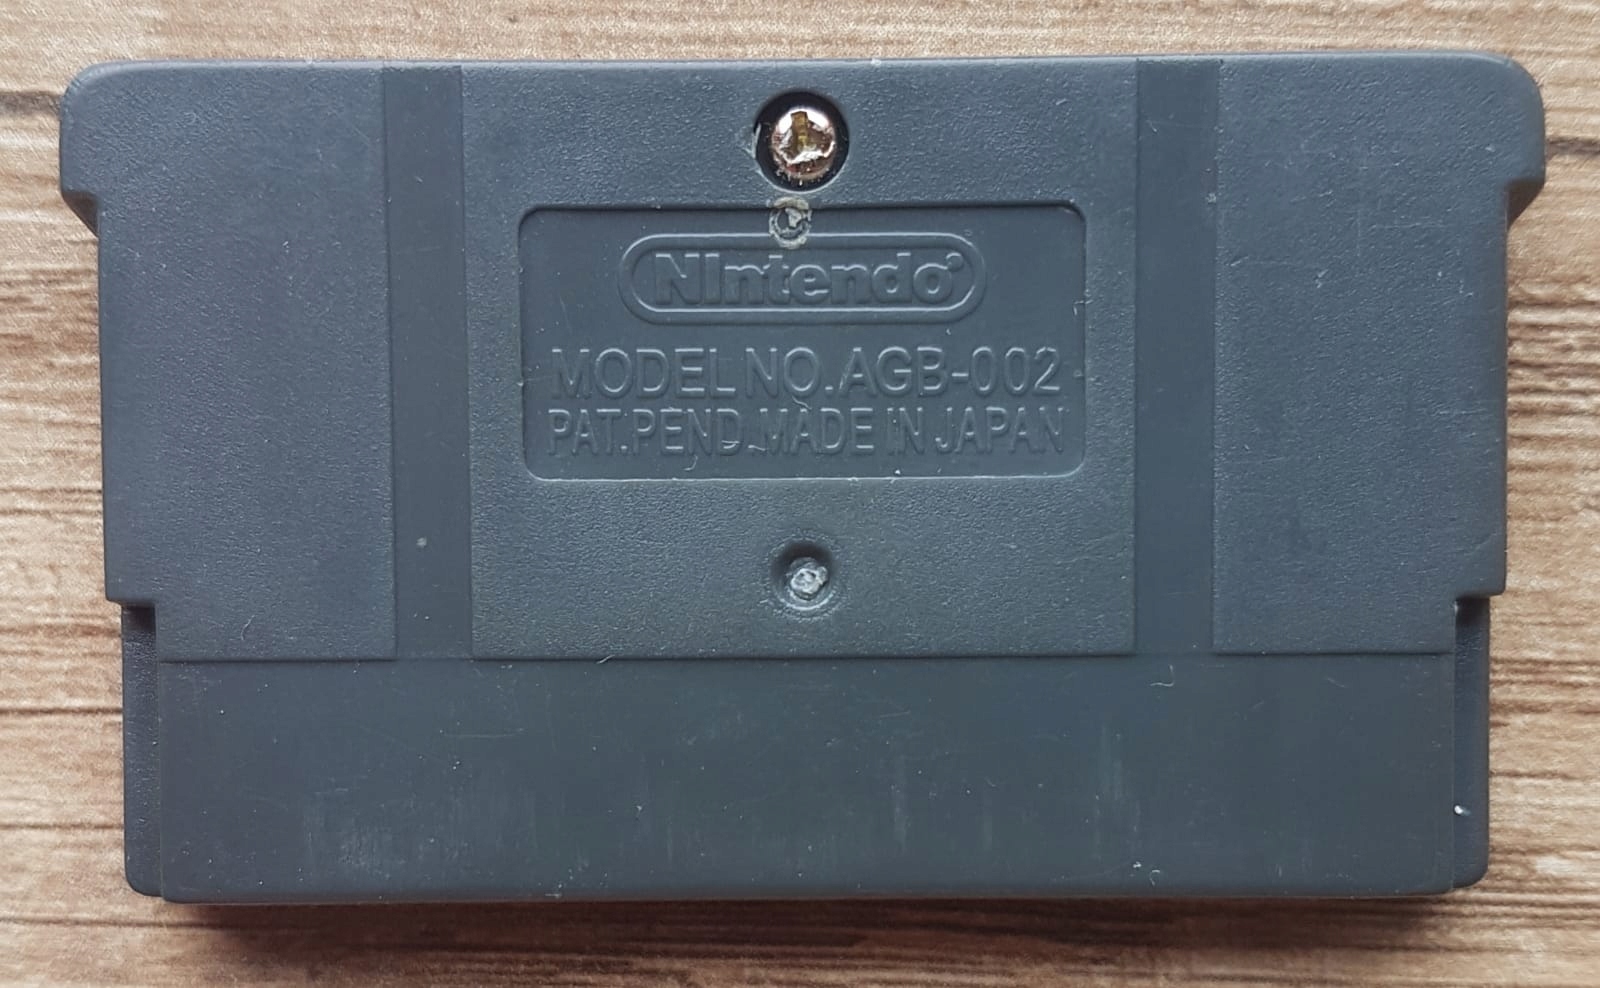 Nintendo
MODEL NO.AGB-002
PAT.PEND.MADE IN JAPAN